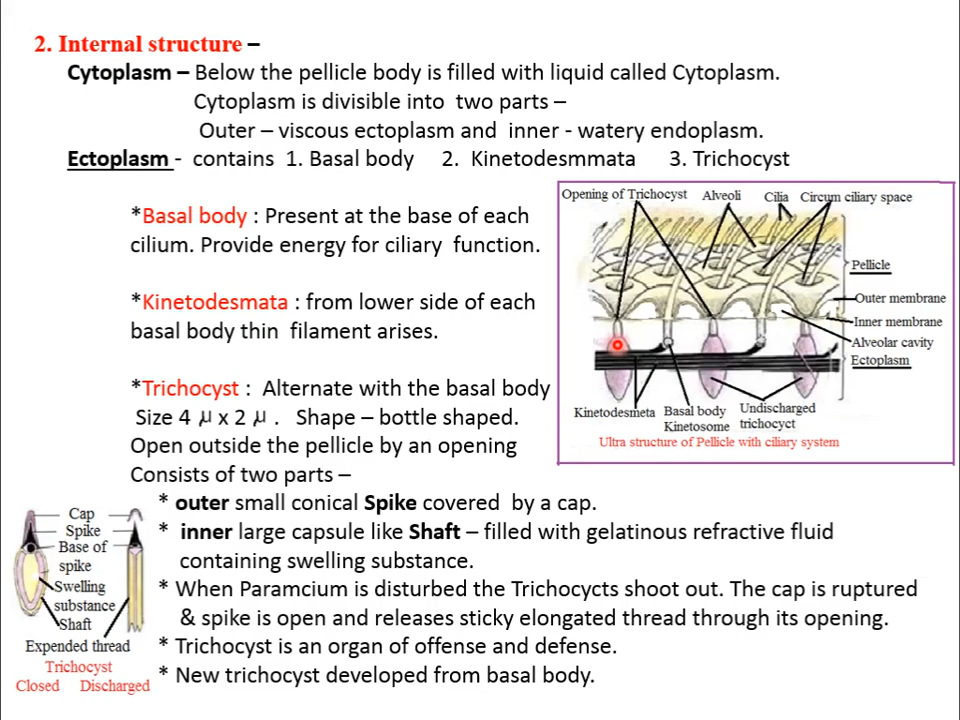 2. Internal structure –
Cytoplasm – Below the pellicle body is filled with liquid called Cytoplasm.
Cytoplasm is divisible into two parts –
Outer – viscous ectoplasm and inner - watery endoplasm.
Ectoplasm - contains 1. Basal body 2. Kinetodesmmata 3. Trichocyst
*Basal body : Present at the base of each
cilium. Provide energy for ciliary function.
*Kinetodesmata : from lower side of each
basal body thin filament arises.
*Trichocyst : Alternate with the basal body
Size 4 μ x 2 μ . Shape – bottle shaped.
Open outside the pellicle by an opening
Consists of two parts –
* outer small conical Spike covered by a cap.
* inner large capsule like Shaft – filled with gelatinous refractive fluid
containing swelling substance.
* When Paramcium is disturbed the Trichocycts shoot out. The cap is ruptured
& spike is open and releases sticky elongated thread through its opening.
* Trichocyst is an organ of offense and defense.
* New trichocyst developed from basal body.
Opening of Trichocyst Alveoli Cilia Circum ciliary space
Pellicle
Outer membrane
Inner membrane
Alveolar cavity
Ectoplasm
Kinetodesmeta Basal body Undischarged
Kinetosome trichocyct
Ultra structure of Pellicle with ciliary system
Cap
Spike
Base of
spike
Swelling
substance
Shaft
Expended thread
Trichocyst
Closed Discharged